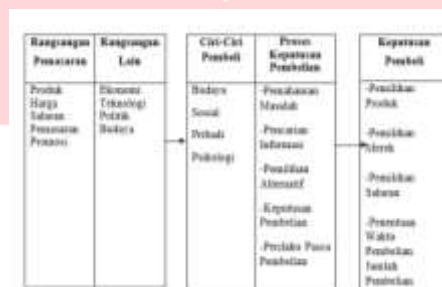 Rangsangan
Pemasaran
Rangsangan
Lain
Produk
Harga
Saluran
Pemasaran
Promosi
Ekonomi
Teknologi
Politik
Budaya
Ciri-Ciri
Pembeli
Proses
Keputusan
Pembelian
Budaya
Sosial
Pribadi
Psikologi
-Pemahaman
Masalah
-Pencarian
Informasi
-Pemilihan
Alternatif
-Keputusan
Pembelian
-Perilaku Pasca
Pembelian
Keputusan
Pembeli
-Pemilihan
Produk
-Pemilihan
Merek
-Pemilihan
Saluran
-Penentuan
Waktu
Pembelian
Jumlah
Pembelian